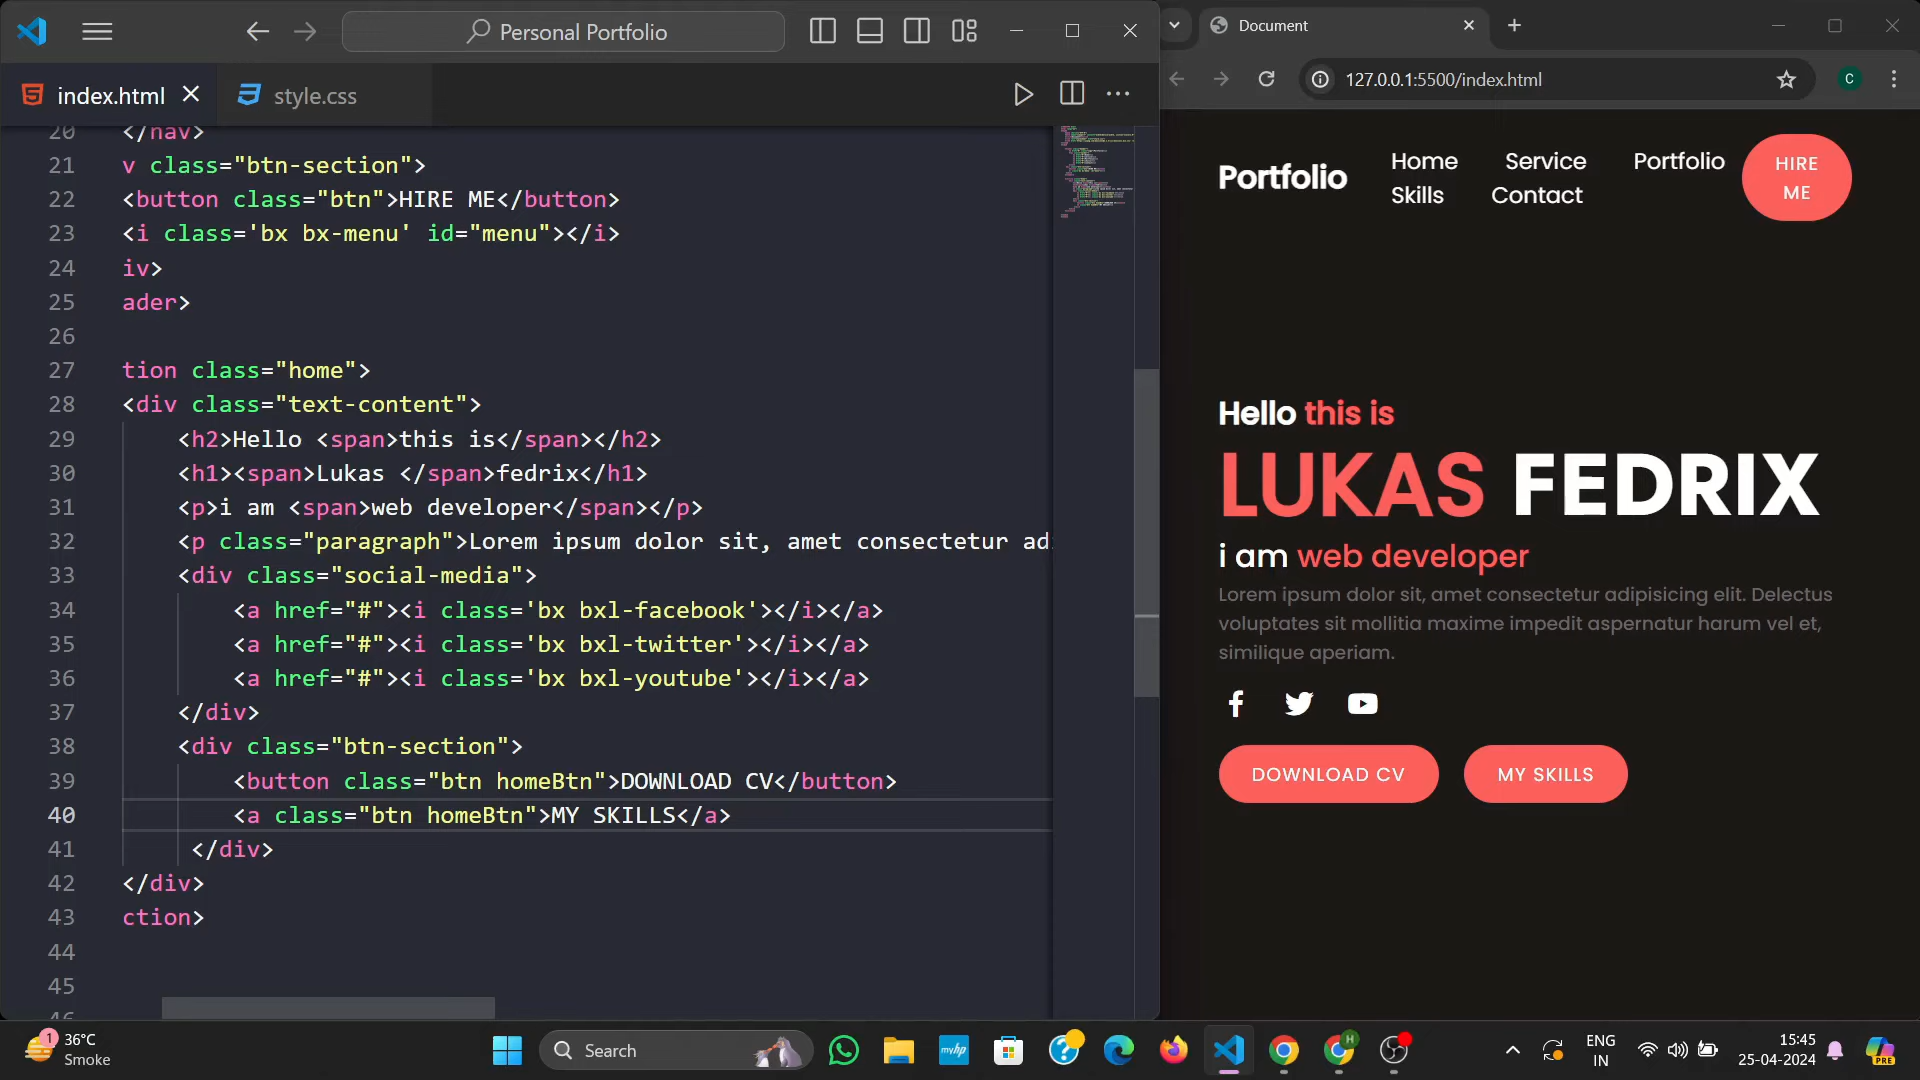 Personal Portfolio
index.html
style.css
20 </nav>
21 v class="btn-section">
22 <button class="btn">HIRE ME</button>
23 <i class='bx bx-menu' id="menu"></i>
24 iv>
25 ader>
26
27 tion class="home">
28 <div class="text-content">
29 <h2>Hello <span>this is</span></h2>
30 <h1><span>Lukas </span>fedrix</h1>
31 <p>i am <span>web developer</span></p>
32 <p class="paragraph">Lorem ipsum dolor sit, amet consectetur ad
33 <div class="social-media">
34 <a href="#"><i class='bx bxl-facebook'></i></a>
35 <a href="#"><i class='bx bxl-twitter'></i></a>
36 <a href="#"><i class='bx bxl-youtube'></i></a>
37 </div>
38 <div class="btn-section">
39 <button class="btn homeBtn">DOWNLOAD CV</button>
40 <a class="btn homeBtn">MY SKILLS</a>
41 </div>
42 </div>
43 ction>
44
45
Document
127.0.0.1:5500/index.html
C
Portfolio
Home Service Portfolio
Skills Contact
HIRE
ME
Hello this is
LUKAS FEDRIX
i am web developer
Lorem ipsum dolor sit, amet consectetur adipisicing elit. Delectus
voluptates sit mollitia maxime impedit aspernatur harum vel et,
similique aperiam.
DOWNLOAD CV MY SKILLS
1
36°C
Smoke
Search
myhp
H
ENG
IN
15:45
25-04-2024
PRE